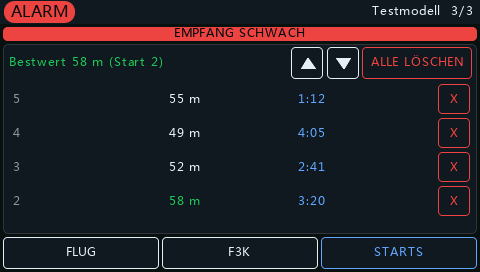 ALARM Testmodell 3/3
EMPFANG SCHWACH
Bestwert 58 m (Start 2) ALLE LÖSCHEN
5 55 m 1:12 X
4 49 m 4:05 X
3 52 m 2:41 X
2 58 m 3:20 X
FLUG F3K STARTS